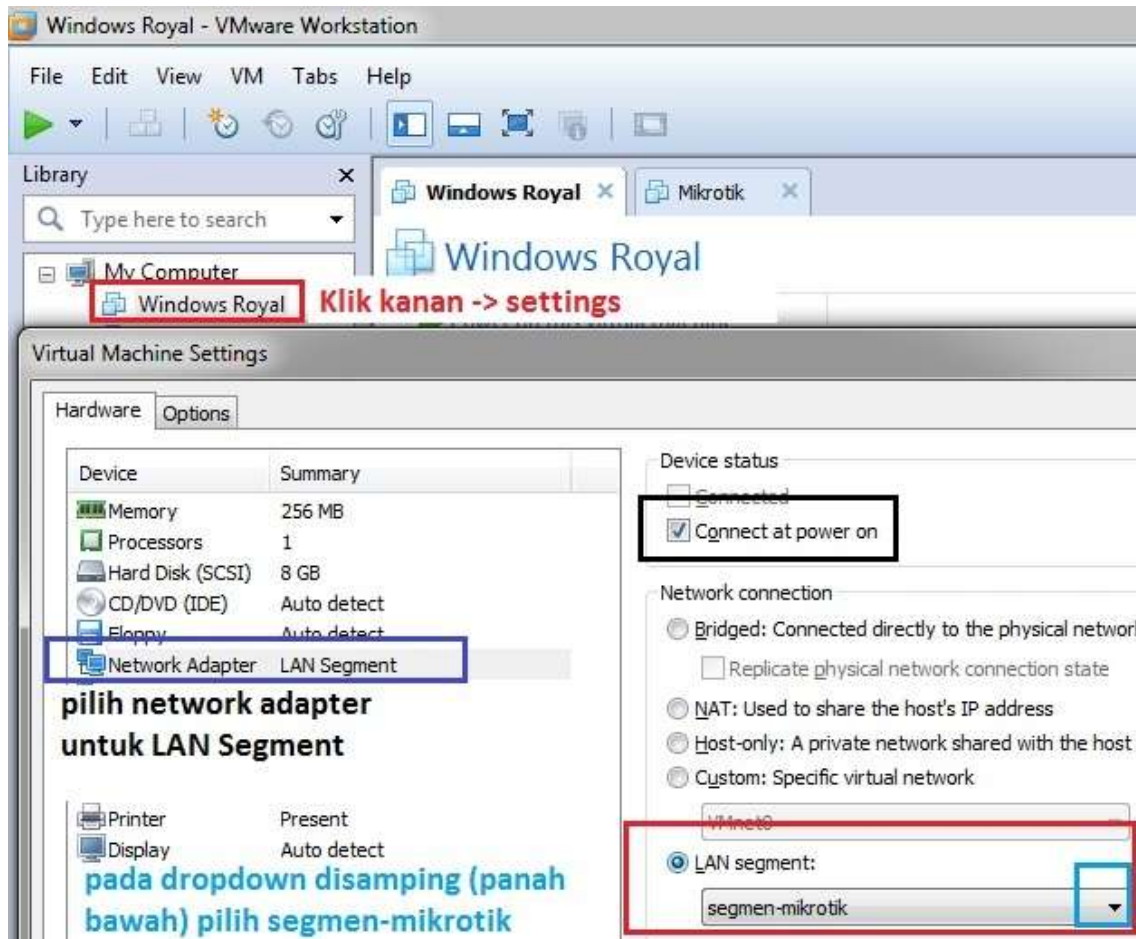 Windows Royal - VMware Workstation
File Edit View VM Tabs Help
Library
Type here to search
Windows Royal
Mikrotik
Windows Royal
My Computer
Windows Royal
Klik kanan -> settings
Virtual Machine Settings
Hardware Options
Device Summary
Memory 256 MB
Processors 1
Hard Disk (SCSI) 8 GB
CD/DVD (IDE) Auto detect
Floppy Auto detect
Network Adapter LAN Segment
pilih network adapter
untuk LAN Segment
Printer Present
Display Auto detect
pada dropdown disamping (panah
bawah) pilih segmen-mikrotik
Device status
Connected
Connect at power on
Network connection
Bridged: Connected directly to the physical networ
Replicate physical network connection state
NAT: Used to share the host's IP address
Host-only: A private network shared with the host
Custom: Specific virtual network
VMnet0
LAN segment:
segmen-mikrotik